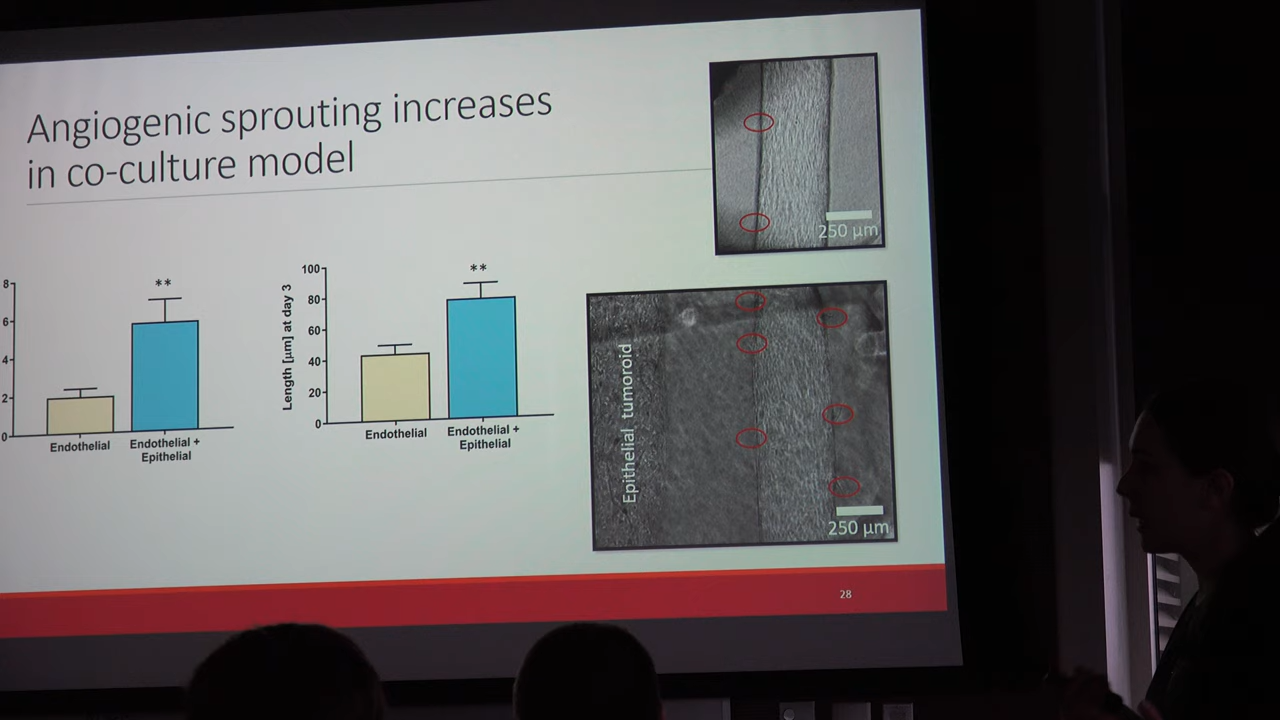 Angiogenic sprouting increases
in co-culture model
250 µm
8
6
4
2
0
**
Endothelial
Endothelial +
Epithelial
Length [µm] at day 3
100
80
60
40
20
0
**
Endothelial
Endothelial +
Epithelial
Epithelial tumoroid
250 µm
28